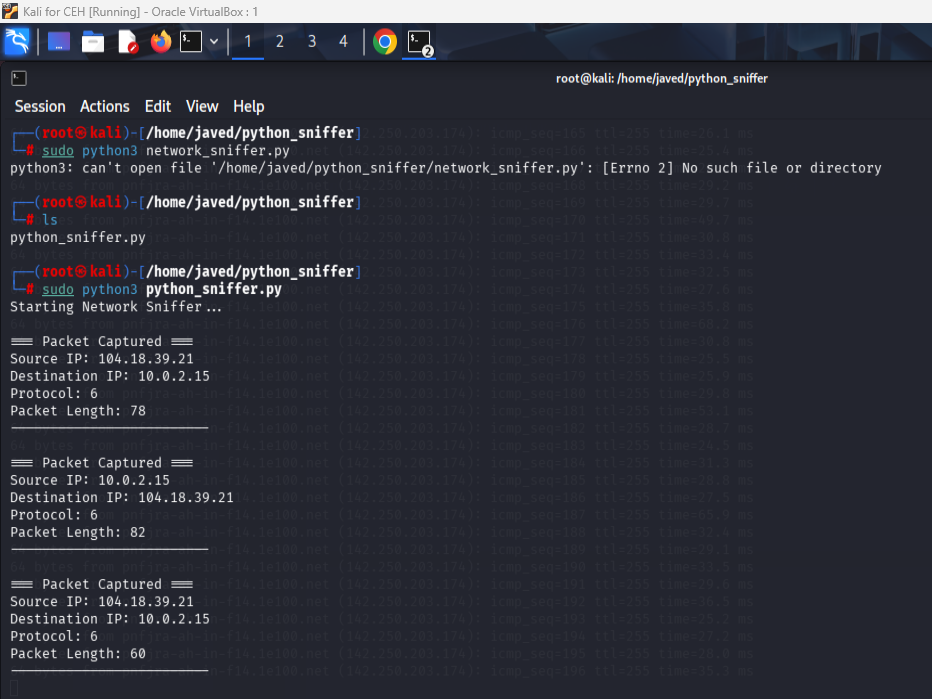 Kali for CEH [Running] - Oracle VirtualBox : 1
1 2 3 4 2
root@kali: /home/javed/python_sniffer
Session Actions Edit View Help
┌──(root㉿kali)-[/home/javed/python_sniffer]
└─# sudo python3 network_sniffer.py
python3: can't open file '/home/javed/python_sniffer/network_sniffer.py': [Errno 2] No such file or directory
┌──(root㉿kali)-[/home/javed/python_sniffer]
└─# ls
python_sniffer.py
┌──(root㉿kali)-[/home/javed/python_sniffer]
└─# sudo python3 python_sniffer.py
Starting Network Sniffer...
=== Packet Captured ===
Source IP: 104.18.39.21
Destination IP: 10.0.2.15
Protocol: 6
Packet Length: 78
─────────────────────────
=== Packet Captured ===
Source IP: 10.0.2.15
Destination IP: 104.18.39.21
Protocol: 6
Packet Length: 82
─────────────────────────
=== Packet Captured ===
Source IP: 104.18.39.21
Destination IP: 10.0.2.15
Protocol: 6
Packet Length: 60
─────────────────────────